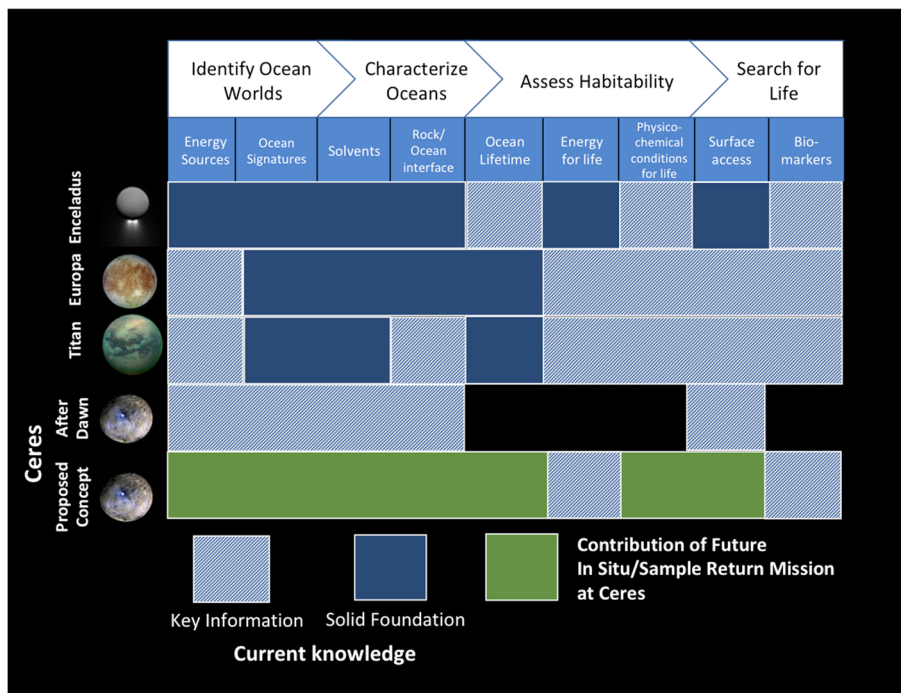 Identify Ocean
Worlds
Characterize
Oceans
Assess Habitability
Search for
Life
Energy
Sources
Ocean
Signatures
Solvents
Rock/
Ocean
interface
Ocean
Lifetime
Energy
for life
Physico-
chemical
conditions
for life
Surface
access
Bio-
markers
Enceladus
Europa
Titan
Ceres
After
Dawn
Proposed
Concept
Key Information
Solid Foundation
Contribution of Future
In Situ/Sample Return Mission
at Ceres
Current knowledge